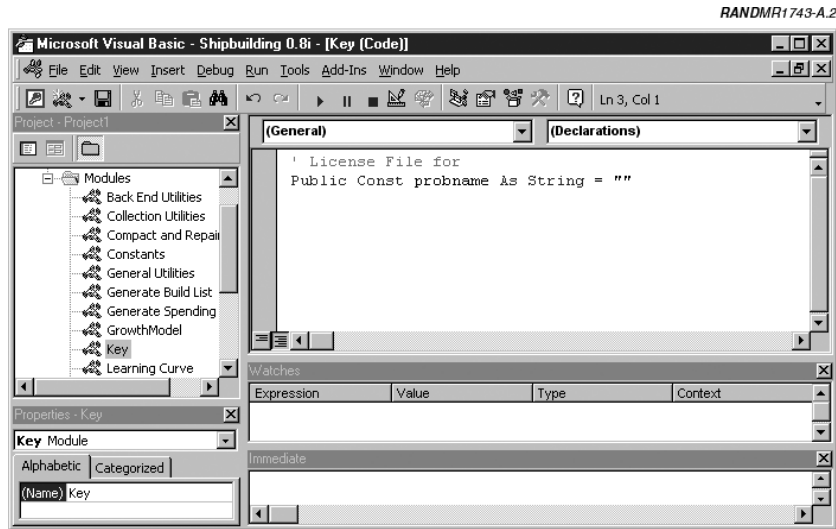 RANDMR1743-A.2
Microsoft Visual Basic - Shipbuilding 0.8i - [Key (Code)]
File Edit View Insert Debug Run Tools Add-Ins Window Help
Ln 3, Col 1
Project - Project1
Modules
Back End Utilities
Collection Utilities
Compact and Repair
Constants
General Utilities
Generate Build List
Generate Spending
GrowthModel
Key
Learning Curve
Properties - Key
Key Module
Alphabetic Categorized
(Name) Key
(General) (Declarations)
' License File for
Public Const probname As String = ""
Watches
Expression Value Type Context
Immediate